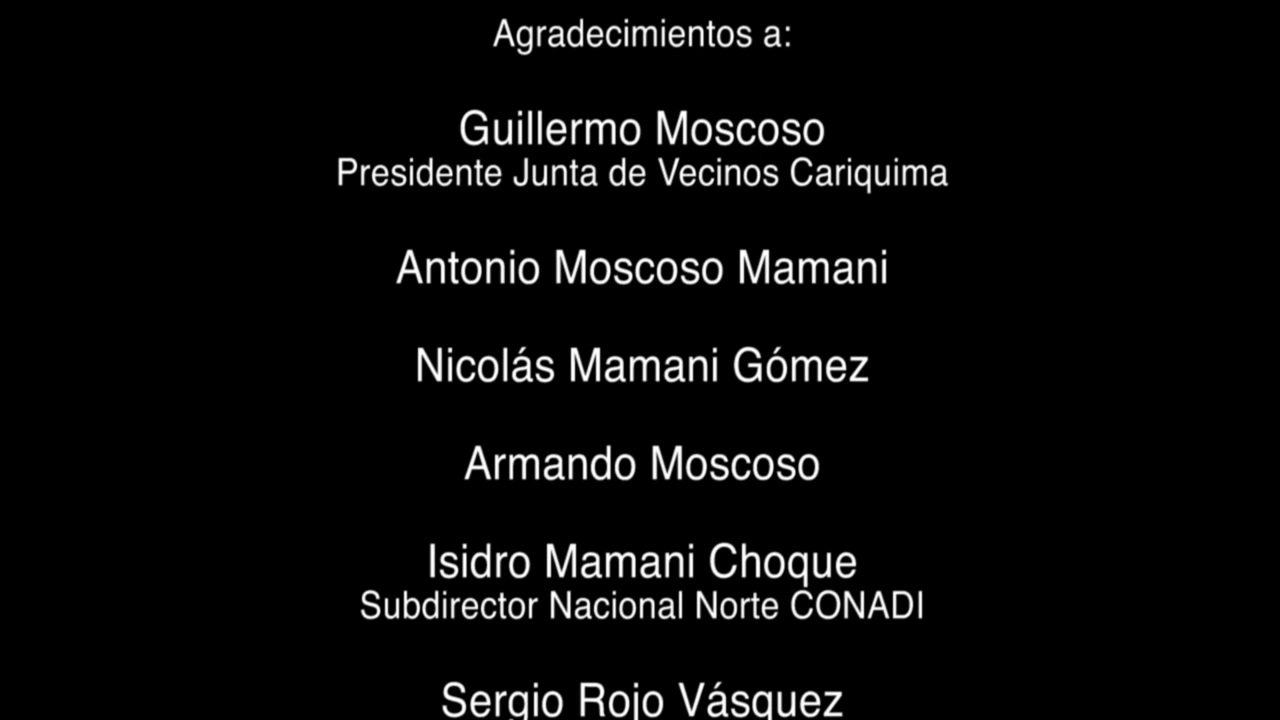 Agradecimientos a:
Guillermo Moscoso
Presidente Junta de Vecinos Cariquima
Antonio Moscoso Mamani
Nicolás Mamani Gómez
Armando Moscoso
Isidro Mamani Choque
Subdirector Nacional Norte CONADI
Sergio Rojo Vásquez